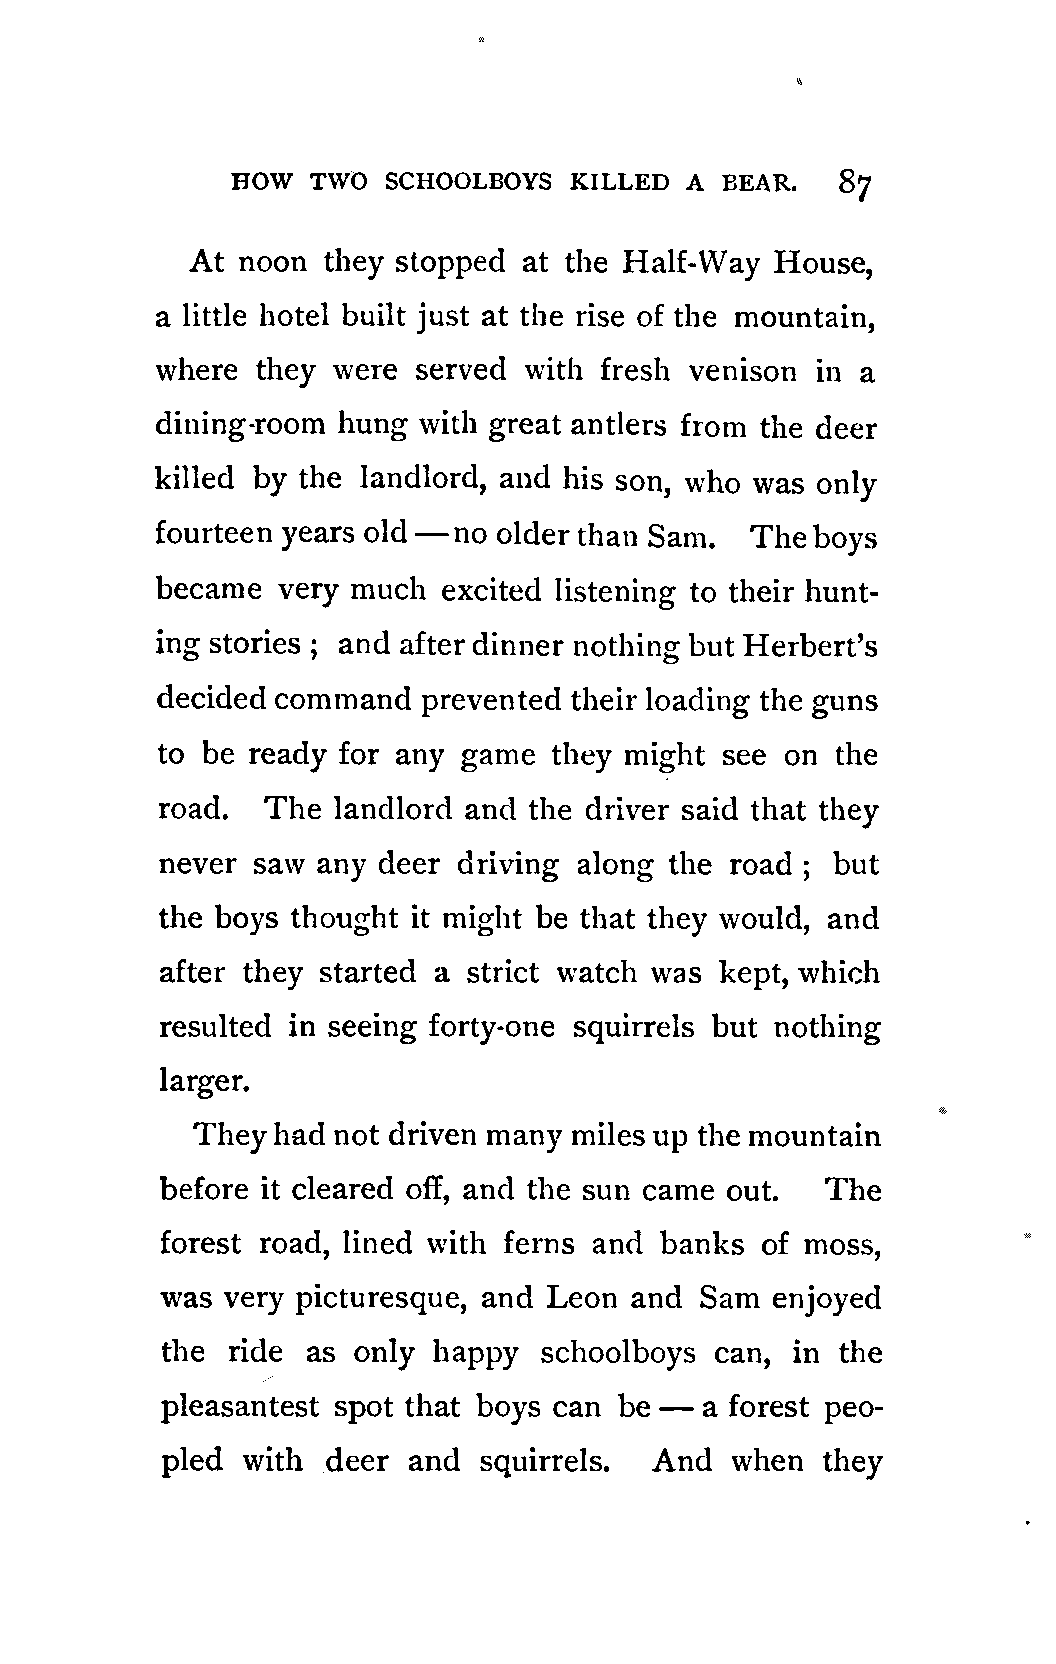 HOW TWO SCHOOLBOYS KILLED A BEAR. 87
At noon they stopped at the Half-Way House,
a little hotel built just at the rise of the mountain,
where they were served with fresh venison in a
dining-room hung with great antlers from the deer
killed by the landlord, and his son, who was only
fourteen years old — no older than Sam. The boys
became very much excited listening to their hunt-
ing stories ; and after dinner nothing but Herbert's
decided command prevented their loading the guns
to be ready for any game they might see on the
road. The landlord and the driver said that they
never saw any deer driving along the road ; but
the boys thought it might be that they would, and
after they started a strict watch was kept, which
resulted in seeing forty-one squirrels but nothing
larger.
They had not driven many miles up the mountain
before it cleared off, and the sun came out. The
forest road, lined with ferns and banks of moss,
was very picturesque, and Leon and Sam enjoyed
the ride as only happy schoolboys can, in the
pleasantest spot that boys can be — a forest peo-
pled with deer and squirrels. And when they